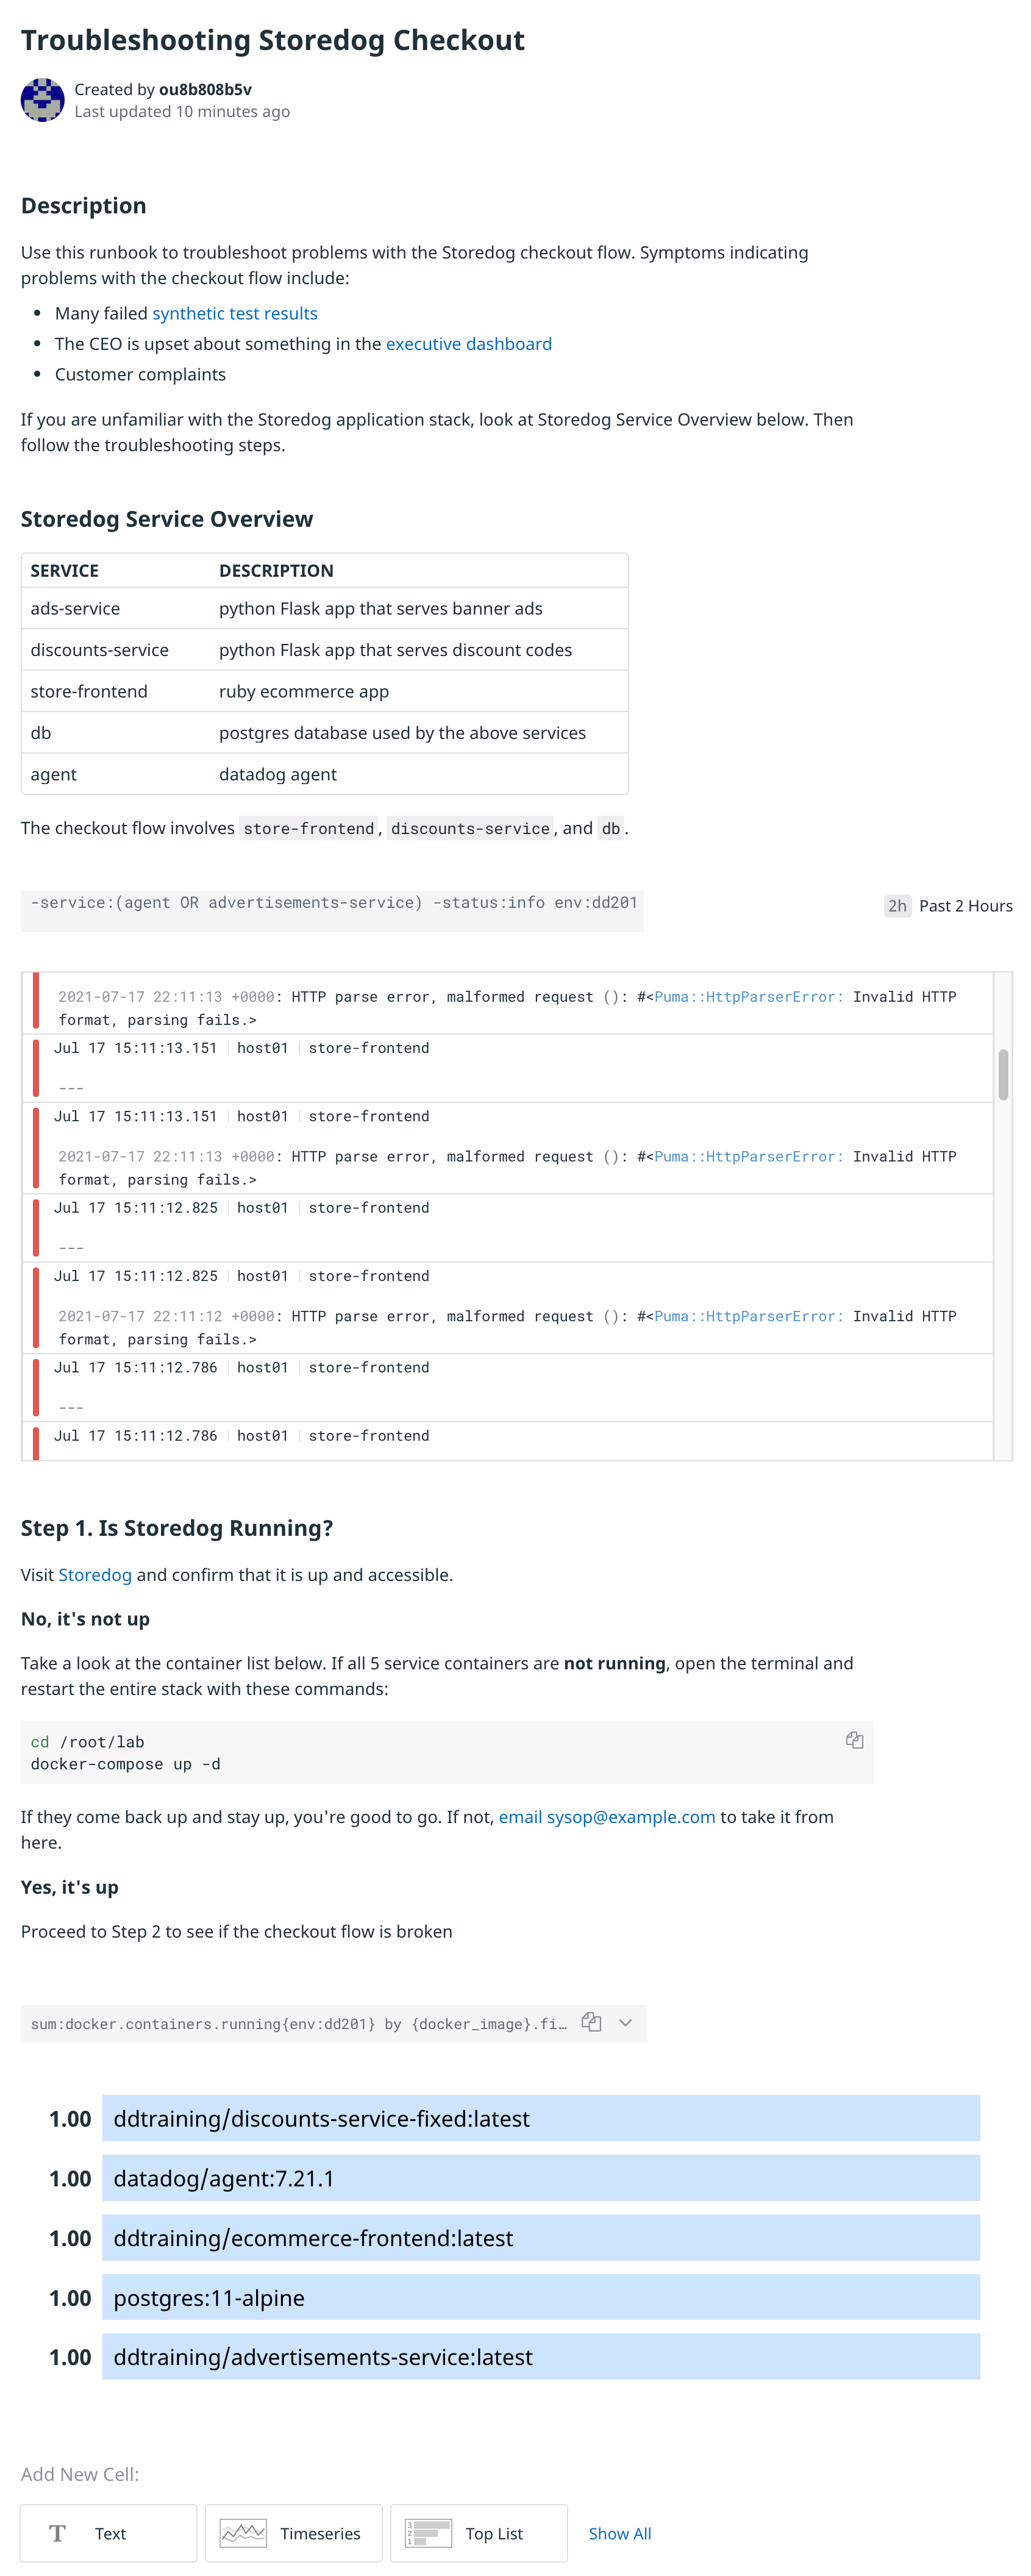 Troubleshooting Storedog Checkout
Created by ou8b808b5v
Last updated 10 minutes ago
Description
Use this runbook to troubleshoot problems with the Storedog checkout flow. Symptoms indicating
problems with the checkout flow include:
• Many failed synthetic test results
• The CEO is upset about something in the executive dashboard
• Customer complaints
If you are unfamiliar with the Storedog application stack, look at Storedog Service Overview below. Then
follow the troubleshooting steps.
Storedog Service Overview
SERVICE DESCRIPTION
ads-service python Flask app that serves banner ads
discounts-service python Flask app that serves discount codes
store-frontend ruby ecommerce app
db postgres database used by the above services
agent datadog agent
The checkout flow involves store-frontend, discounts-service, and db.
-service:(agent OR advertisements-service) -status:info env:dd201
2h Past 2 Hours
2021-07-17 22:11:13 +0000: HTTP parse error, malformed request (): #<Puma::HttpParserError: Invalid HTTP
format, parsing fails.>
Jul 17 15:11:13.151 host01 store-frontend
---
Jul 17 15:11:13.151 host01 store-frontend
2021-07-17 22:11:13 +0000: HTTP parse error, malformed request (): #<Puma::HttpParserError: Invalid HTTP
format, parsing fails.>
Jul 17 15:11:12.825 host01 store-frontend
---
Jul 17 15:11:12.825 host01 store-frontend
2021-07-17 22:11:12 +0000: HTTP parse error, malformed request (): #<Puma::HttpParserError: Invalid HTTP
format, parsing fails.>
Jul 17 15:11:12.786 host01 store-frontend
---
Jul 17 15:11:12.786 host01 store-frontend
Step 1. Is Storedog Running?
Visit Storedog and confirm that it is up and accessible.
No, it's not up
Take a look at the container list below. If all 5 service containers are not running, open the terminal and
restart the entire stack with these commands:
cd /root/lab
docker-compose up -d
If they come back up and stay up, you're good to go. If not, email sysop@example.com to take it from
here.
Yes, it's up
Proceed to Step 2 to see if the checkout flow is broken
sum:docker.containers.running{env:dd201} by {docker_image}.fi…
1.00 ddtraining/discounts-service-fixed:latest
1.00 datadog/agent:7.21.1
1.00 ddtraining/ecommerce-frontend:latest
1.00 postgres:11-alpine
1.00 ddtraining/advertisements-service:latest
Add New Cell:
T Text
Timeseries
3
2
1
Top List
Show All